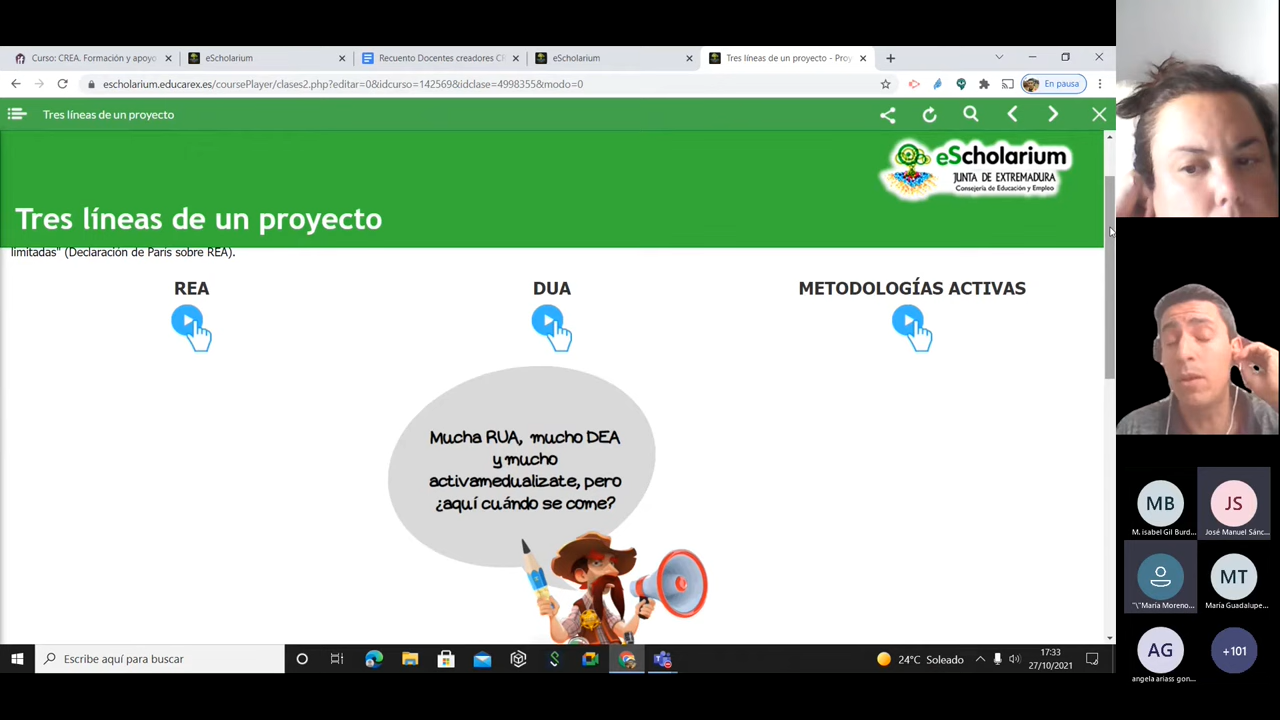 Curso: CREA. Formación y apoyo
eScholarium
Recuento Docentes creadores CR
eScholarium
Tres líneas de un proyecto - Proy
escholarium.educarex.es/coursePlayer/clases2.php?editar=0&idcurso=142569&idclase=4998355&modo=0
En pausa
Tres líneas de un proyecto
eScholarium
JUNTA DE EXTREMADURA
Consejería de Educación y Empleo
Tres líneas de un proyecto
limitadas" (Declaración de París sobre REA).
REA
DUA
METODOLOGÍAS ACTIVAS
Mucha RUA, mucho DEA
y mucho
activamedualizate, pero
¿aquí cuándo se come?
MB
M. isabel Gil Burd...
JS
José Manuel Sánc...
"\"María Moreno...
MT
María Guadalupe...
AG
angela ariass gon...
+101
Escribe aquí para buscar
24°C Soleado
17:33
27/10/2021